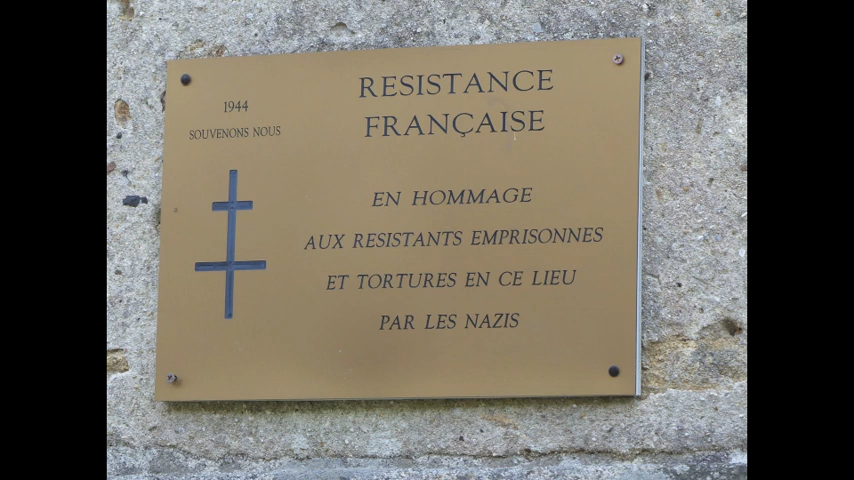 1944
SOUVENONS NOUS
RESISTANCE
FRANÇAISE
EN HOMMAGE
AUX RESISTANTS EMPRISONNES
ET TORTURES EN CE LIEU
PAR LES NAZIS